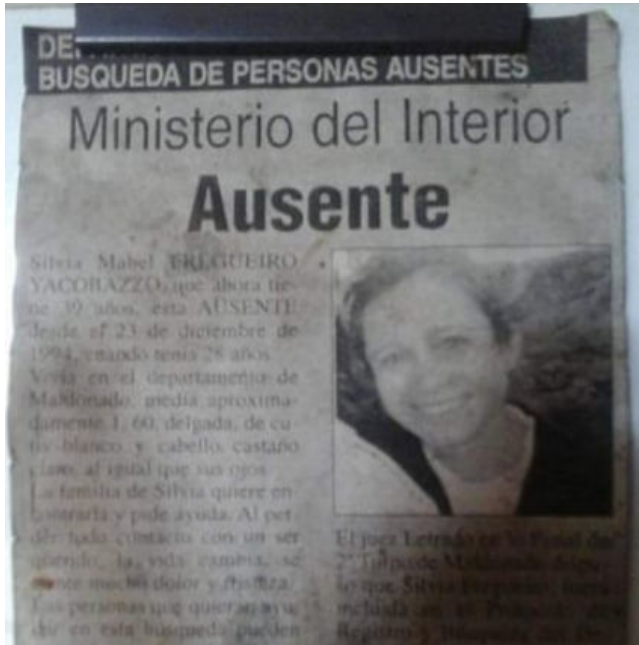 BUSQUEDA DE PERSONAS AUSENTES
Ministerio del Interior
Ausente
Silvia Mabel FREGUEIRO
YACOBAZZO, que ahora tie-
ne 39 años, está AUSENTE
desde el 23 de diciembre de
1994, cuando tenía 28 años.
Vivía en el departamento de
Maldonado, medía aproxima-
damente 1,60, delgada, de cu-
tis blanco y cabello castaño
claro, al igual que sus ojos.
La familia de Silvia quiere en-
contrarla y pide ayuda. Al per-
der todo contacto con un ser
querido, la vida cambia, se
siente mucho dolor y tristeza.
Las personas que quieran ayu-
dar en esta búsqueda pueden
El juez Letrado en lo Penal de
2º Turno de Maldonado
que Silvia Fregueiro, fuera
incluida en el
Registro y Búsqueda de